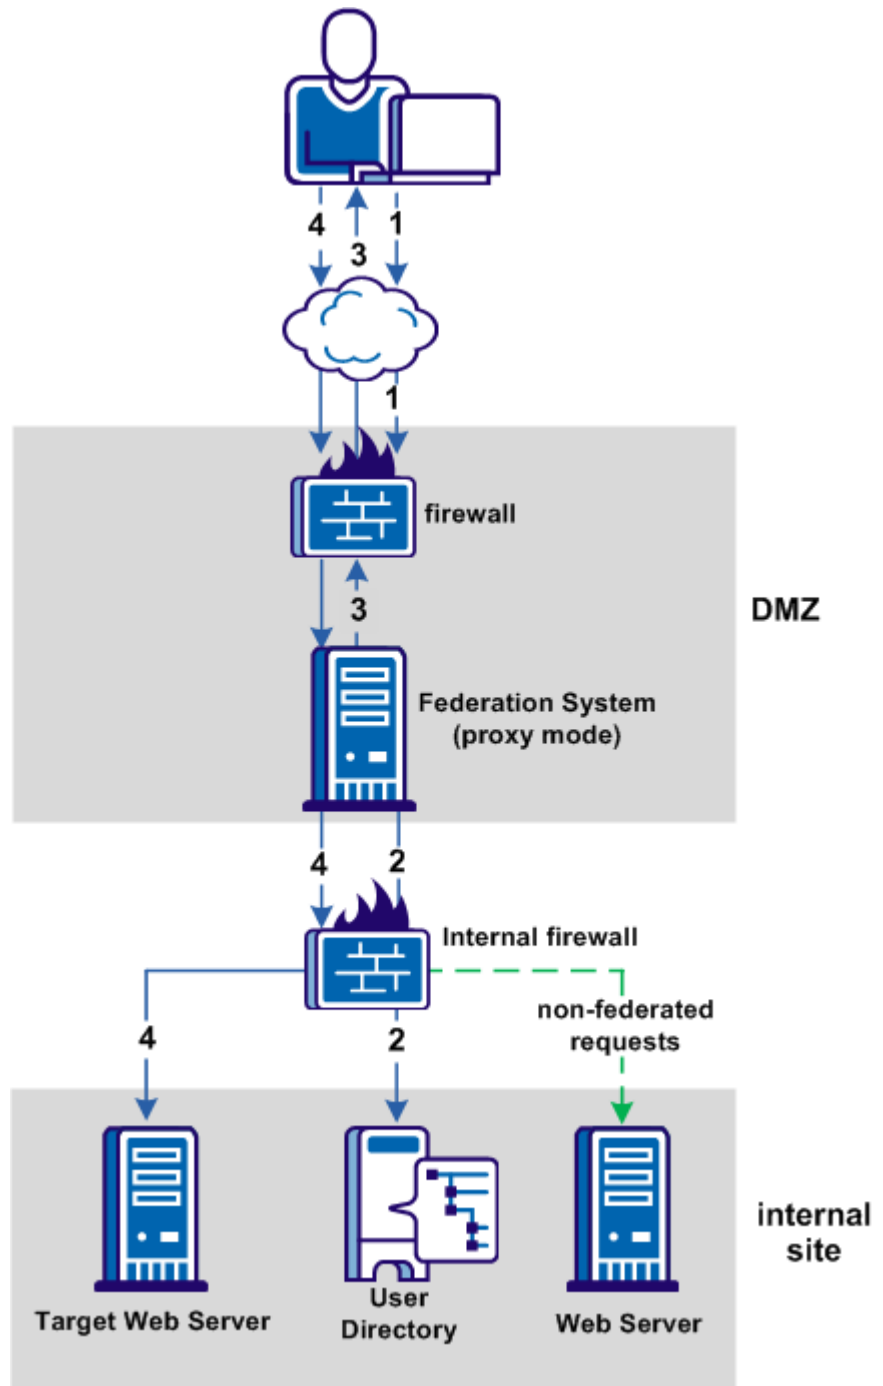 4
3
1
1
firewall
3
DMZ
Federation System
(proxy mode)
4
2
Internal firewall
non-federated
requests
4
2
internal
site
Target Web Server
User
Directory
Web Server